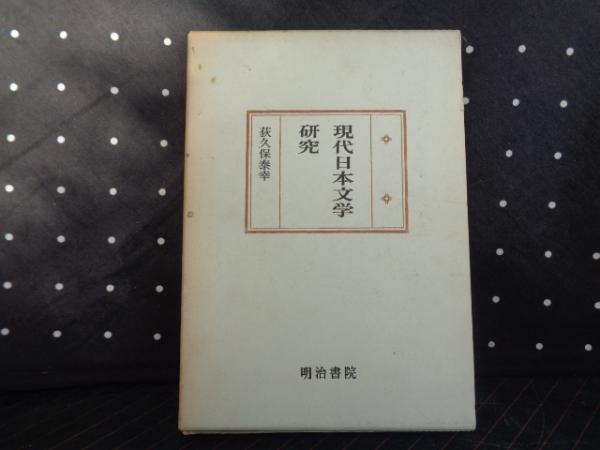 現代日本文学
研究
荻久保泰幸
明治書院